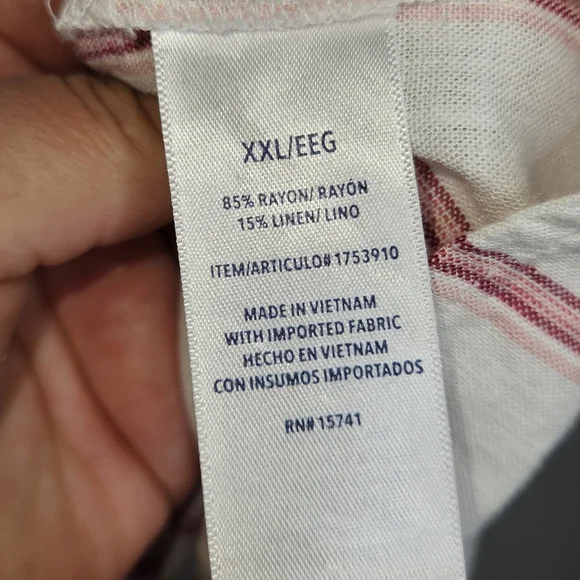 XXL/EEG
85% RAYON/ RAYÓN
15% LINEN/ LINO
ITEM/ARTICULO# 1753910
MADE IN VIETNAM
WITH IMPORTED FABRIC
HECHO EN VIETNAM
CON INSUMOS IMPORTADOS
RN# 15741